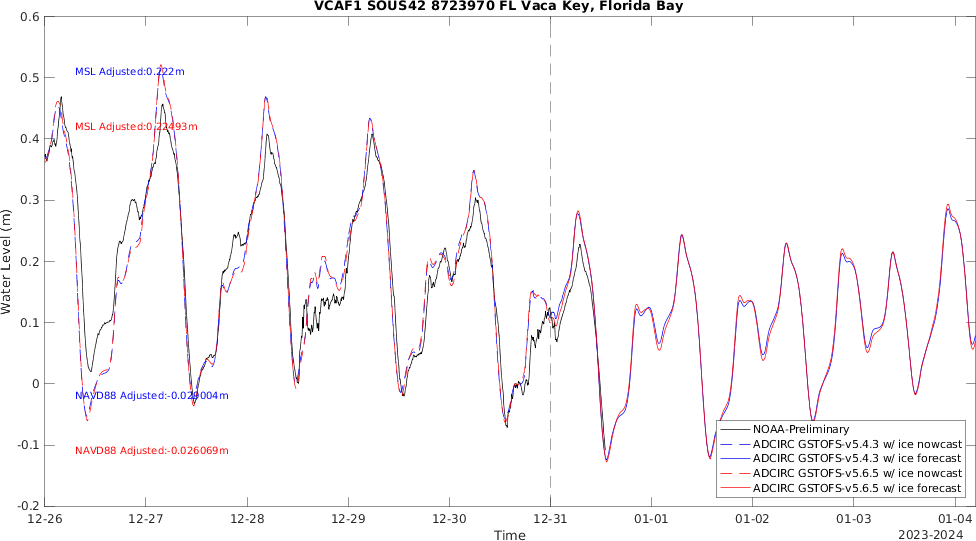 VCAF1 SOUS42 8723970 FL Vaca Key, Florida Bay
0.6
0.5
0.4
0.3
0.2
0.1
0
-0.1
-0.2
Water Level (m)
MSL Adjusted:0.222m
MSL Adjusted:0.22493m
NAVD88 Adjusted:-0.029004m
NAVD88 Adjusted:-0.026069m
NOAA-Preliminary
ADCIRC GSTOFS-v5.4.3 w/ ice nowcast
ADCIRC GSTOFS-v5.4.3 w/ ice forecast
ADCIRC GSTOFS-v5.6.5 w/ ice nowcast
ADCIRC GSTOFS-v5.6.5 w/ ice forecast
12-26 12-27 12-28 12-29 12-30 12-31 01-01 01-02 01-03 01-04
Time
2023-2024